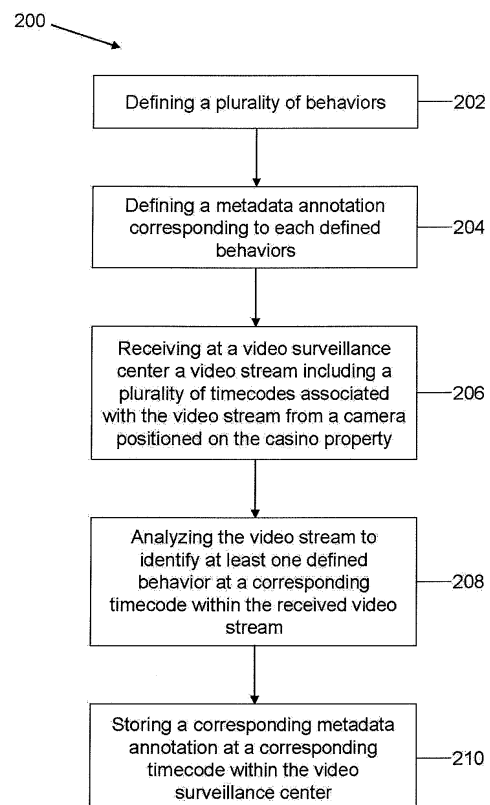 200
Defining a plurality of behaviors
202
Defining a metadata annotation
corresponding to each defined
behaviors
204
Receiving at a video surveillance
center a video stream including a
plurality of timecodes associated
with the video stream from a camera
positioned on the casino property
206
Analyzing the video stream to
identify at least one defined
behavior at a corresponding
timecode within the received video
stream
208
Storing a corresponding metadata
annotation at a corresponding
timecode within the video
surveillance center
210